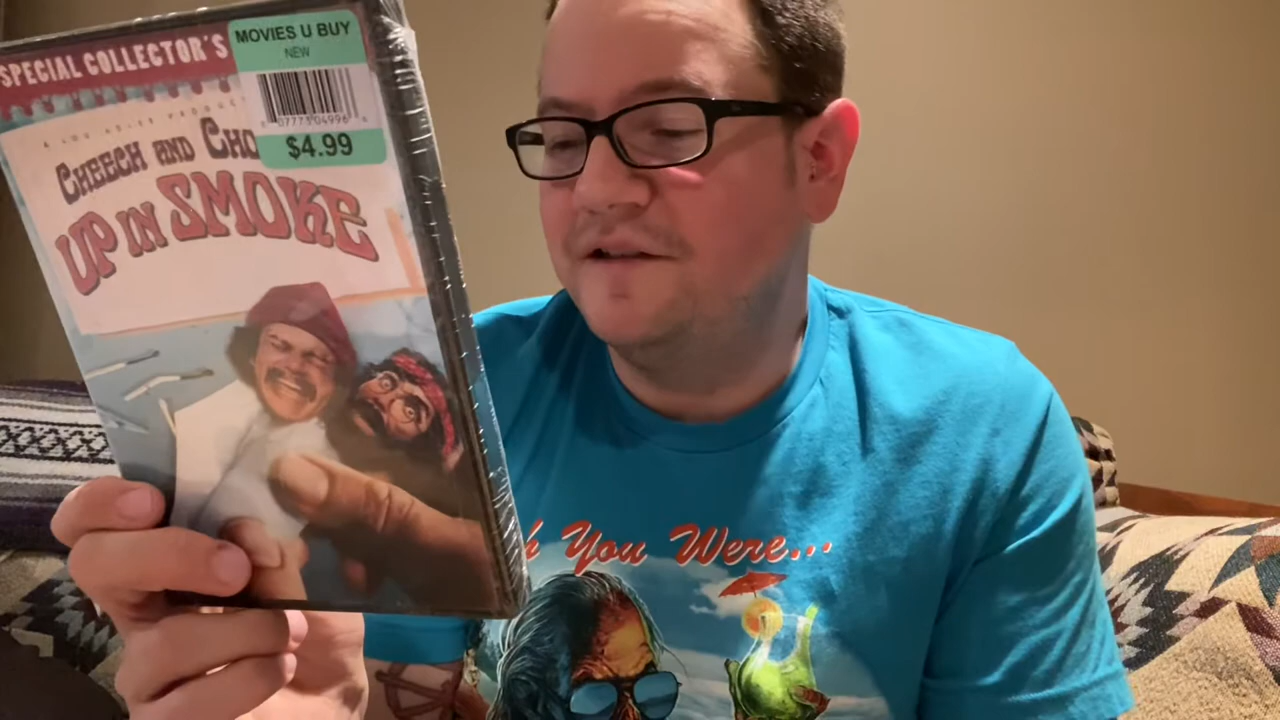 SPECIAL COLLECTOR'S
MOVIES U BUY
NEW
$4.99
CHEECH AND
UP IN SMOKE
You Were...